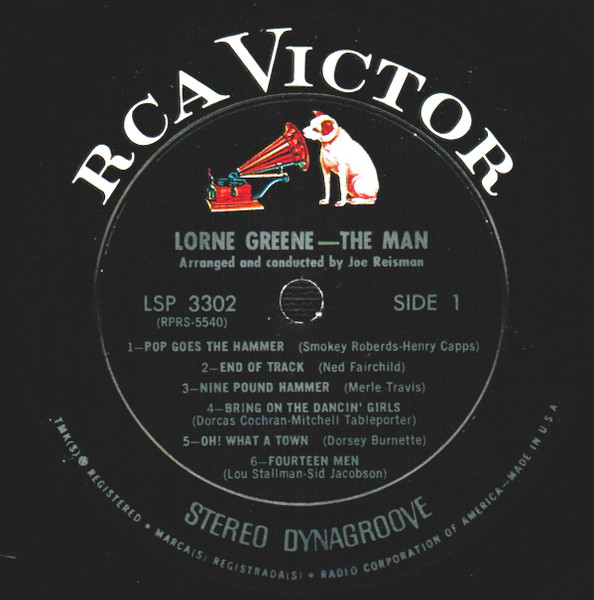 RCA VICTOR
LORNE GREENE—THE MAN
Arranged and conducted by Joe Reisman
LSP 3302
SIDE 1
(RPRS-5540)
1—POP GOES THE HAMMER (Smokey Roberds-Henry Capps)
2—END OF TRACK (Ned Fairchild)
3—NINE POUND HAMMER (Merle Travis)
4—BRING ON THE DANCIN' GIRLS
(Dorcas Cochran-Mitchell Tableporter)
5—OH! WHAT A TOWN (Dorsey Burnette)
6—FOURTEEN MEN
(Lou Stallman-Sid Jacobson)
STEREO DYNAGROOVE
TMK(S) ® REGISTERED • MARCA(S) REGISTRADA(S) • RADIO CORPORATION OF AMERICA—MADE IN U.S.A.